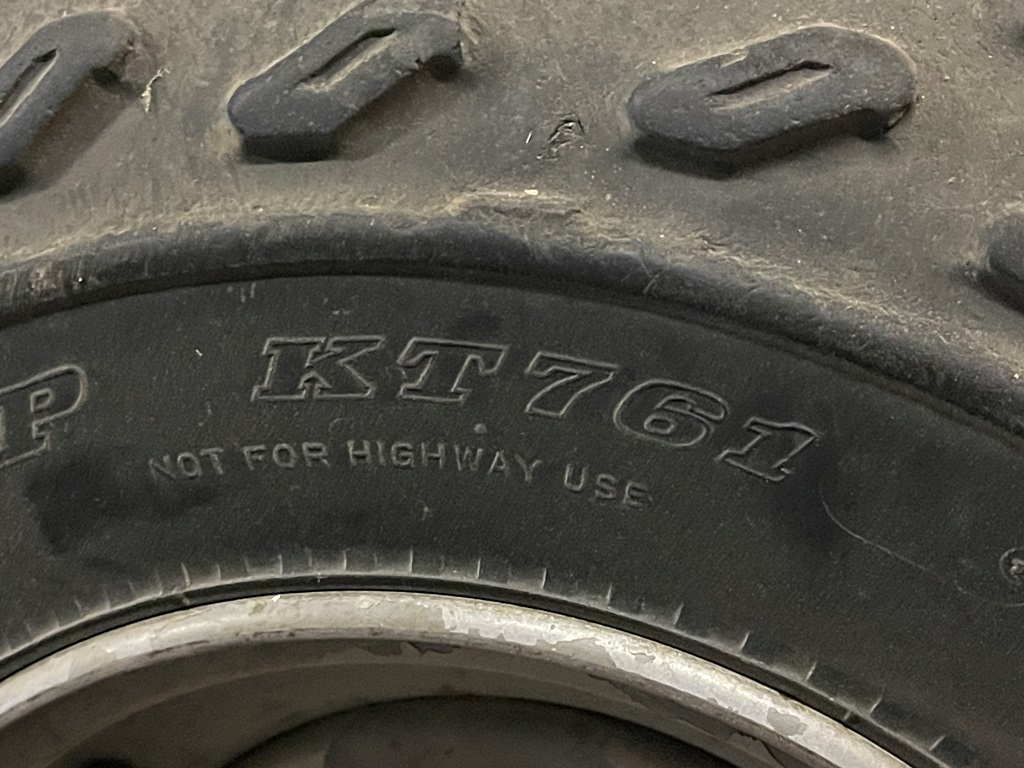 P KT761
NOT FOR HIGHWAY USE